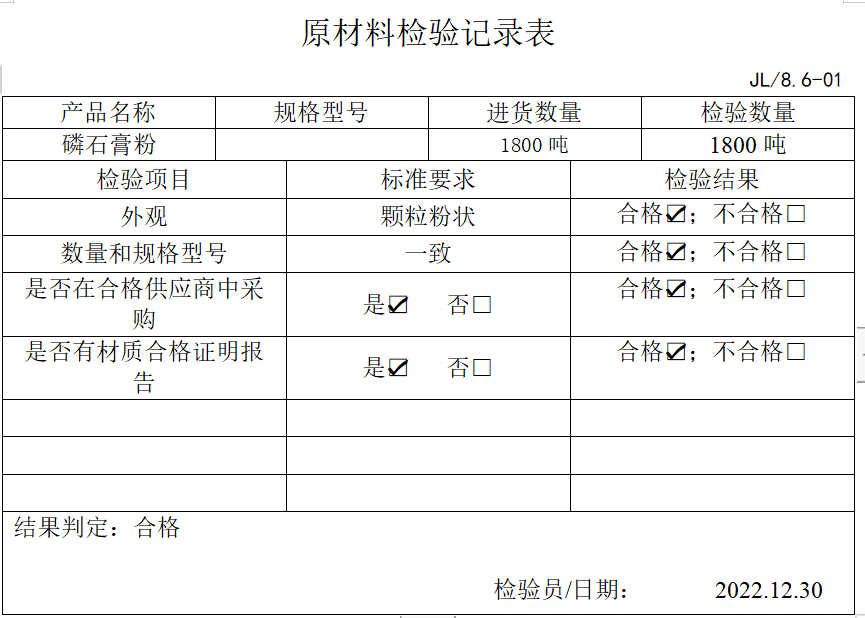 原材料检验记录表
JL/8.6-01
产品名称 规格型号 进货数量 检验数量
磷石膏粉 1800 吨 1800 吨
检验项目 标准要求 检验结果
外观 颗粒粉状 合格☑；不合格□
数量和规格型号 一致 合格☑；不合格□
是否在合格供应商中采
购 是☑ 否□ 合格☑；不合格□
是否有材质合格证明报
告 是☑ 否□ 合格☑；不合格□
结果判定：合格
检验员/日期： 2022.12.30